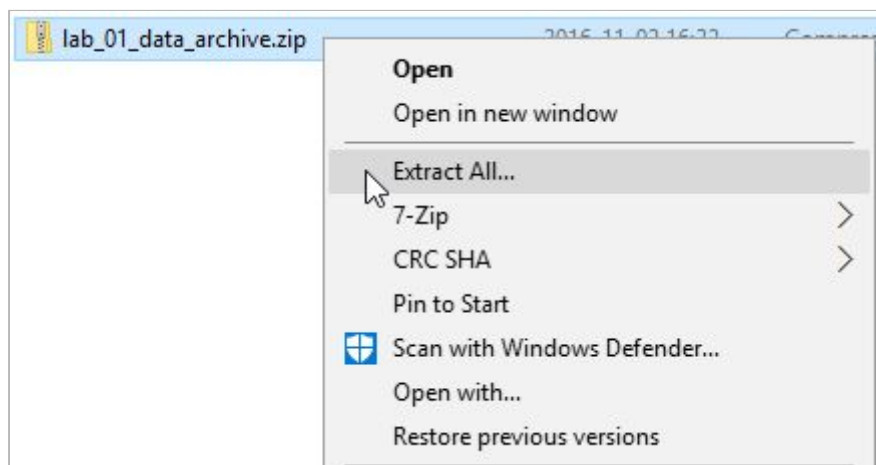 lab_01_data_archive.zip
Open
Open in new window
Extract All...
7-Zip
CRC SHA
Pin to Start
Scan with Windows Defender...
Open with...
Restore previous versions